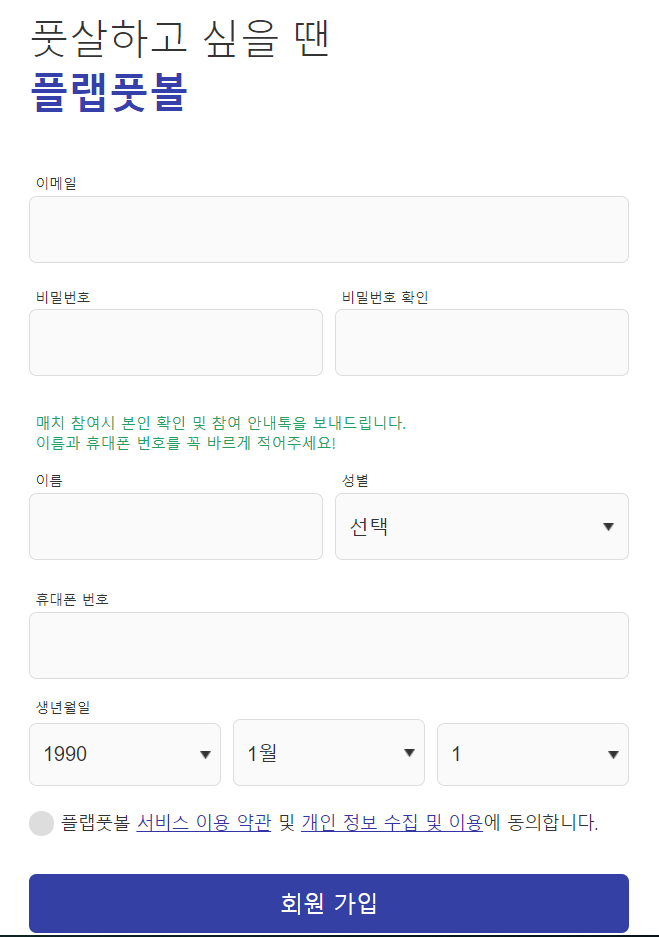 풋살하고 싶을 땐
플랩풋볼
이메일
비밀번호 비밀번호 확인
매치 참여시 본인 확인 및 참여 안내톡을 보내드립니다.
이름과 휴대폰 번호를 꼭 바르게 적어주세요!
이름 성별
선택
휴대폰 번호
생년월일
1990 1월 1
플랩풋볼 서비스 이용 약관 및 개인 정보 수집 및 이용에 동의합니다.
회원 가입